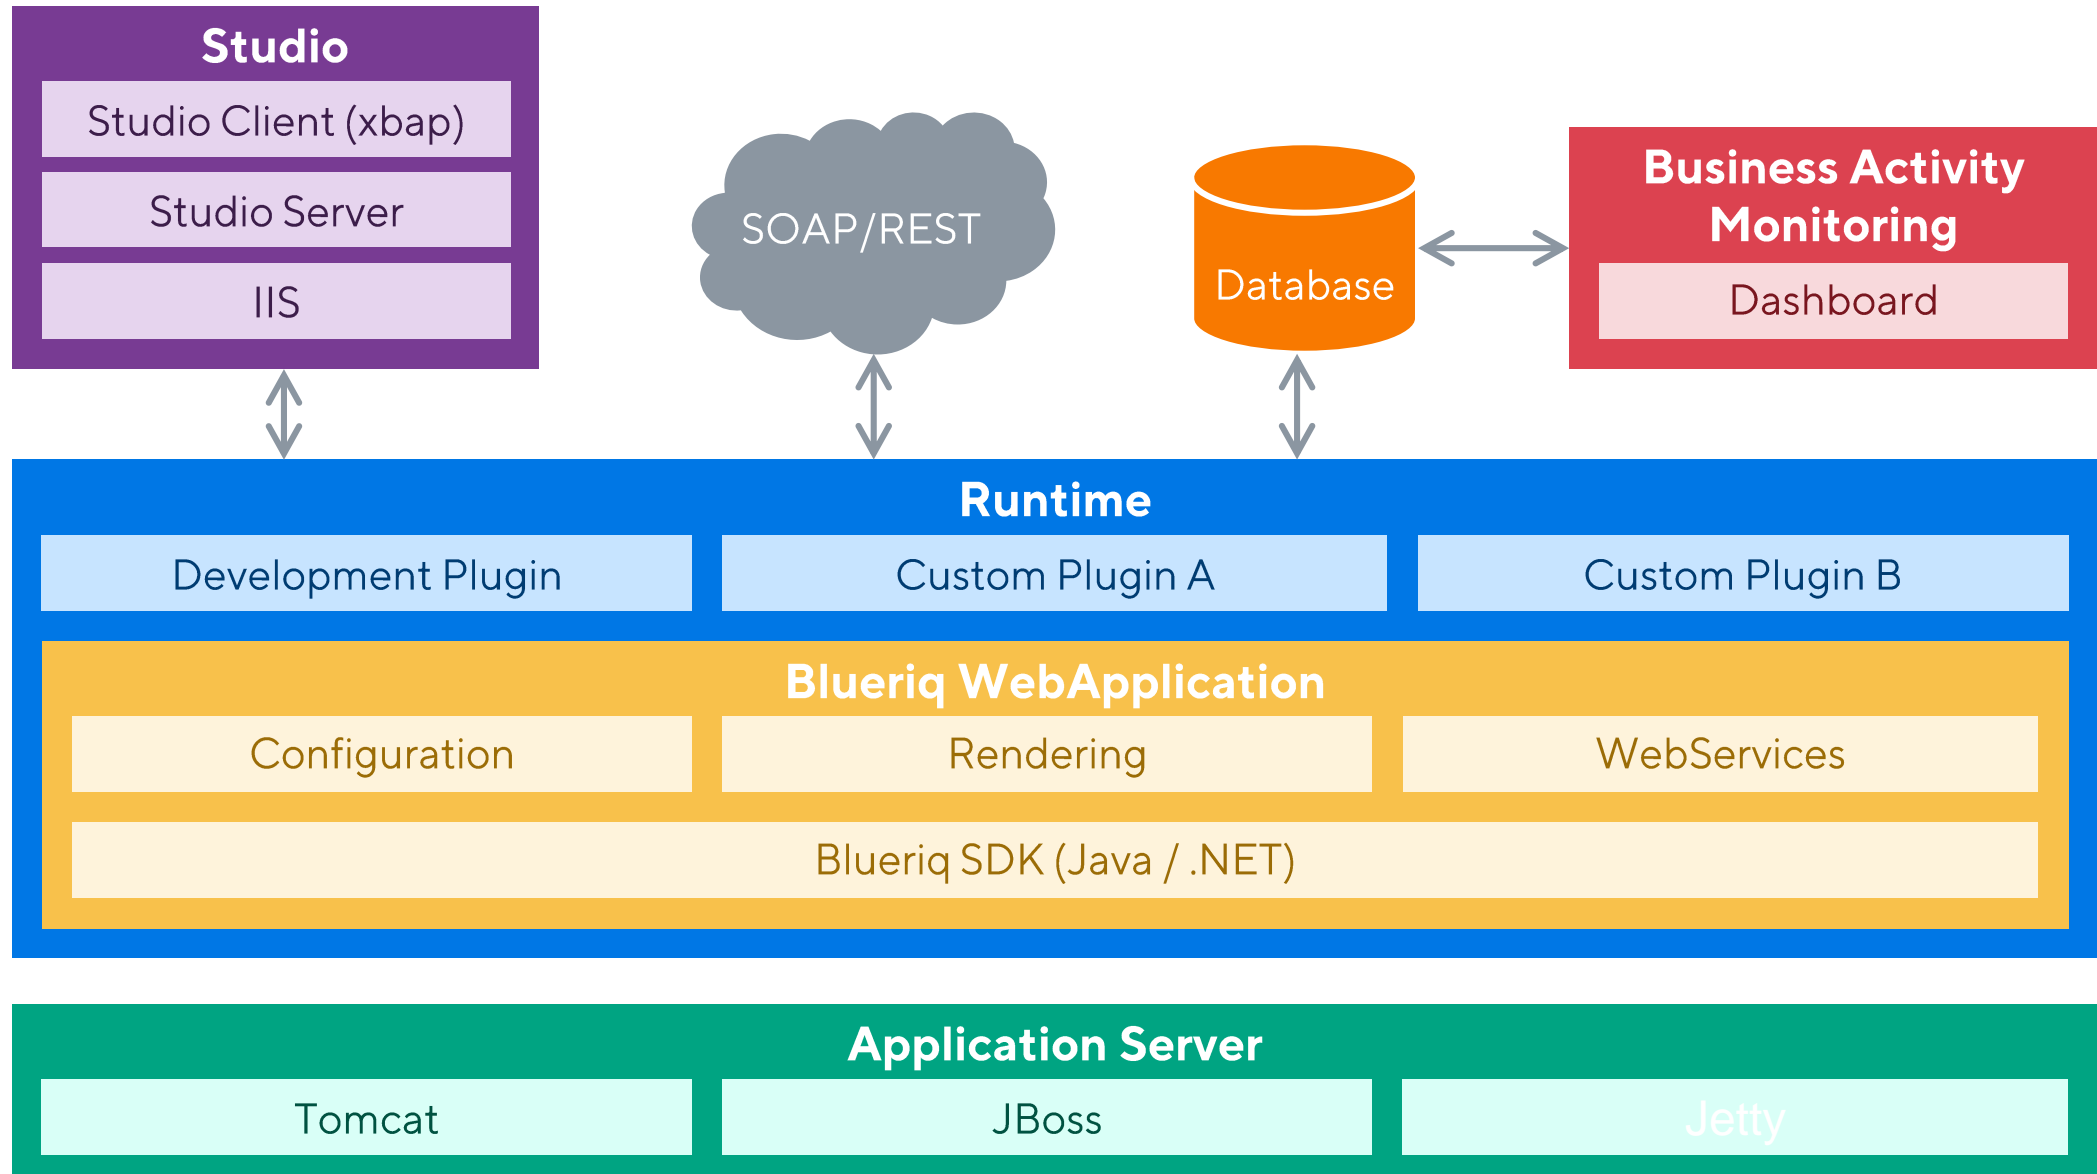 Studio
Studio Client (xbap)
Studio Server
IIS
SOAP/REST
Database
Business Activity
Monitoring
Dashboard
Runtime
Development Plugin
Custom Plugin A
Custom Plugin B
Blueriq WebApplication
Configuration
Rendering
WebServices
Blueriq SDK (Java / .NET)
Application Server
Tomcat
JBoss
Jetty